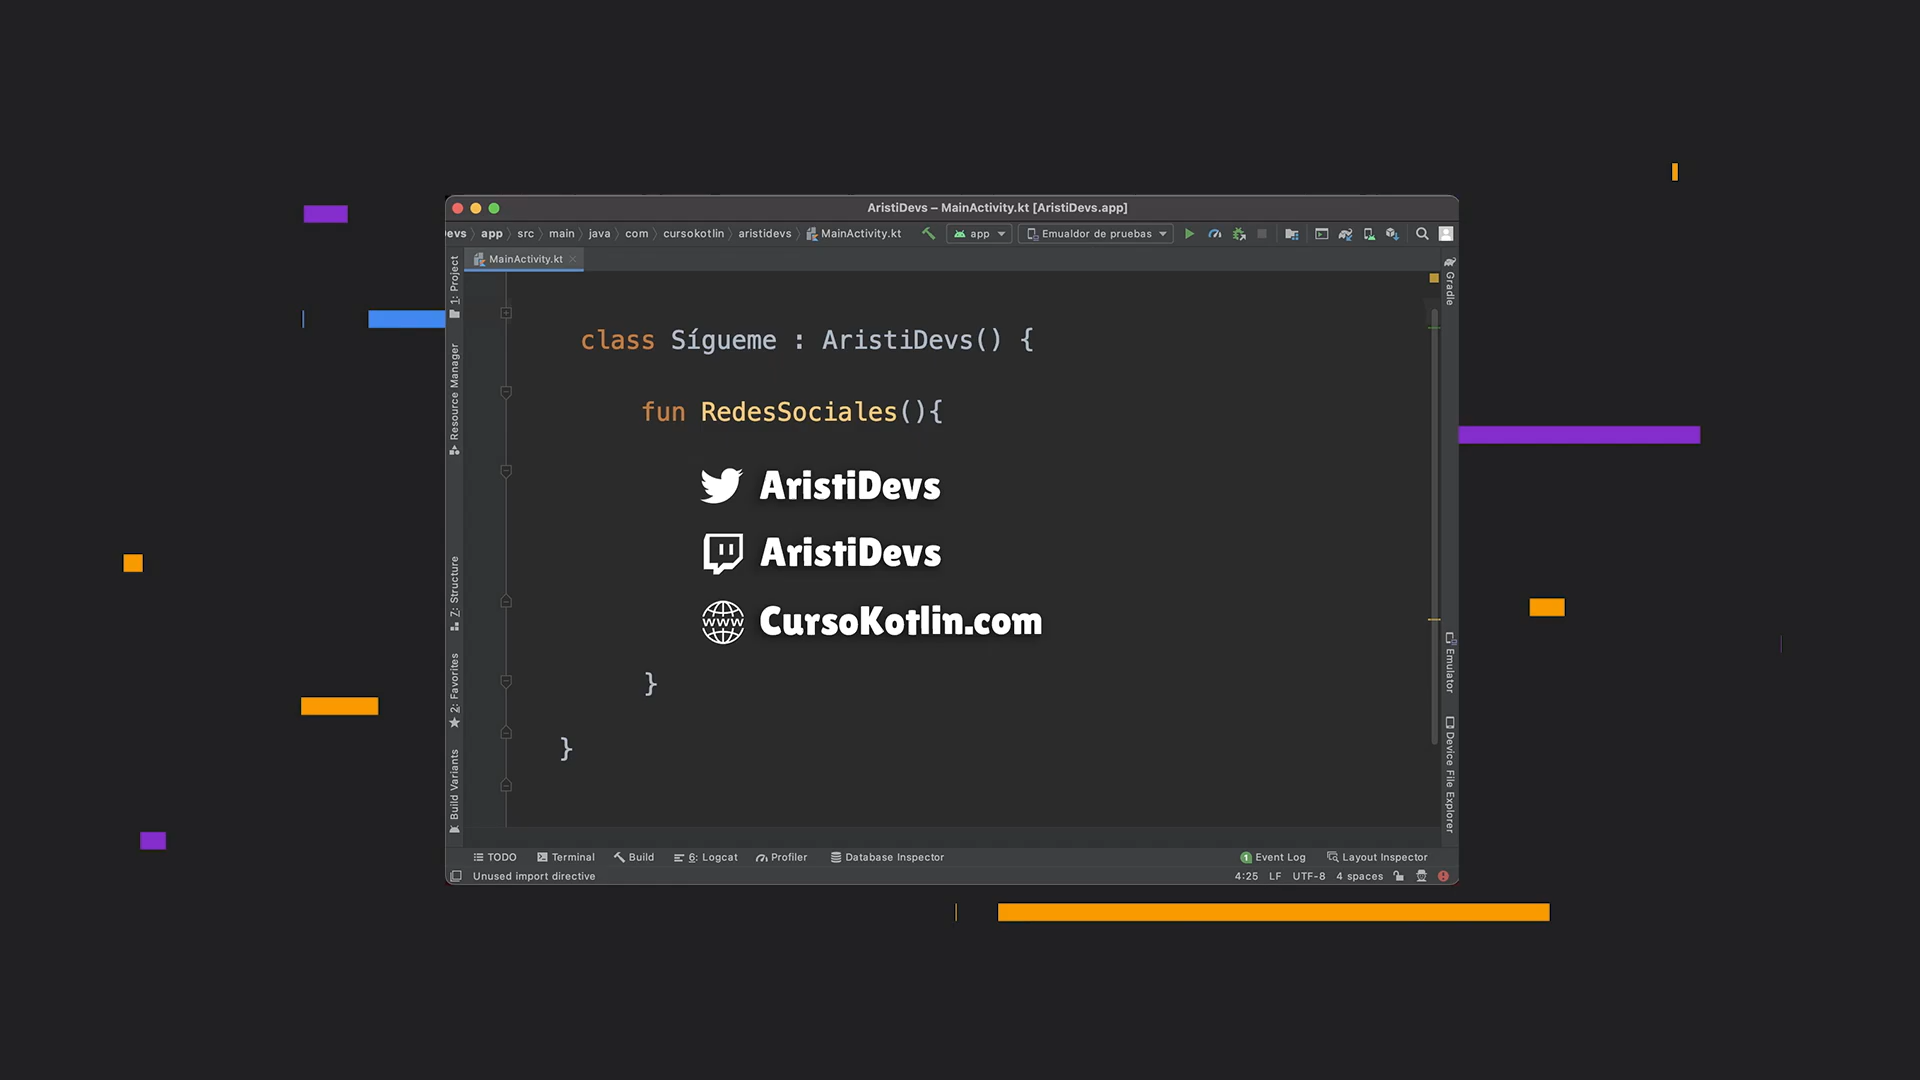 AristiDevs – MainActivity.kt [AristiDevs.app]
evs 〉 app 〉 src 〉 main 〉 java 〉 com 〉 cursokotlin 〉 aristidevs 〉 MainActivity.kt
app
Emualdor de pruebas
MainActivity.kt
1: Project
Resource Manager
7: Structure
2: Favorites
Build Variants
class Sígueme : AristiDevs() {
fun RedesSociales(){
AristiDevs
AristiDevs
www CursoKotlin.com
}
}
Gradle
Emulator
Device File Explorer
TODO Terminal Build 6: Logcat Profiler Database Inspector 1 Event Log Layout Inspector
Unused import directive 4:25 LF UTF-8 4 spaces